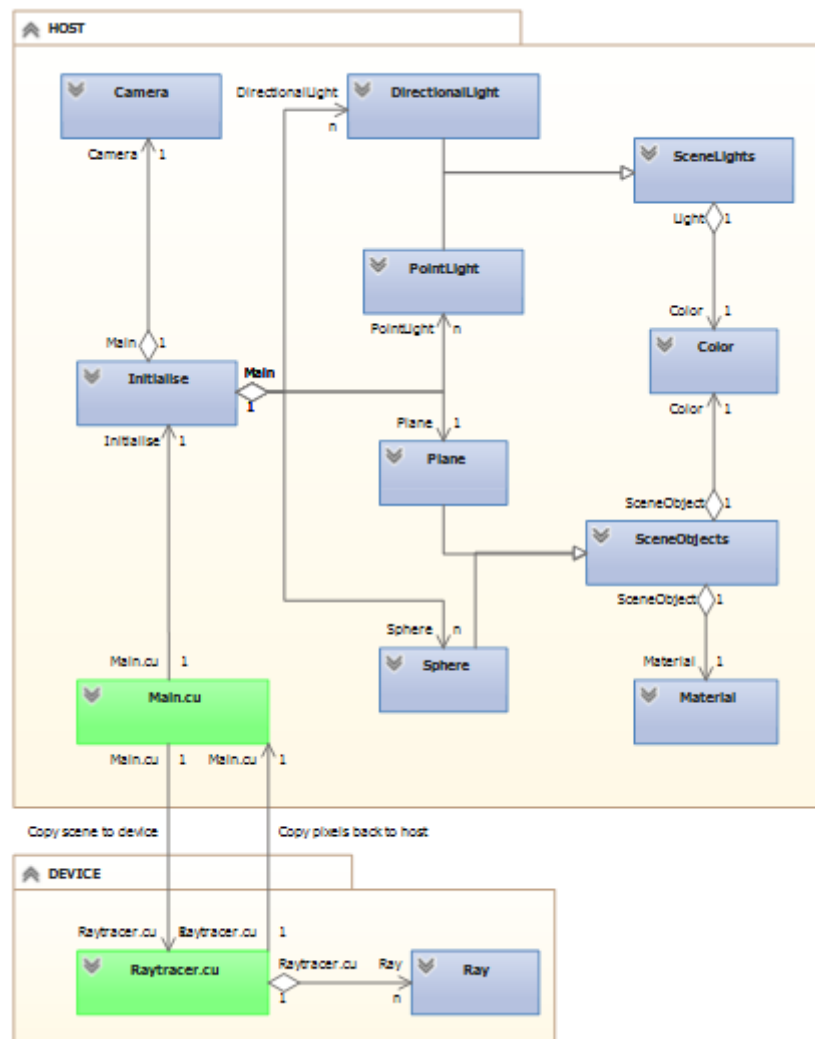 HOST
Camera
DirectionalLight
DirectionalLight
n
SceneLights
Camera 1
Light 1
PointLight
PointLight n
Color 1
Color
Main 1
Initialise
Main
1
Color 1
Initialise 1
Plane 1
Plane
SceneObject 1
SceneObjects
SceneObject 1
Sphere n
Sphere
Material 1
Material
Main.cu 1
Main.cu
Main.cu 1 Main.cu 1
Copy scene to device Copy pixels back to host
DEVICE
Raytracer.cu Raytracer.cu 1
Raytracer.cu
Raytracer.cu Ray
1 n
Ray